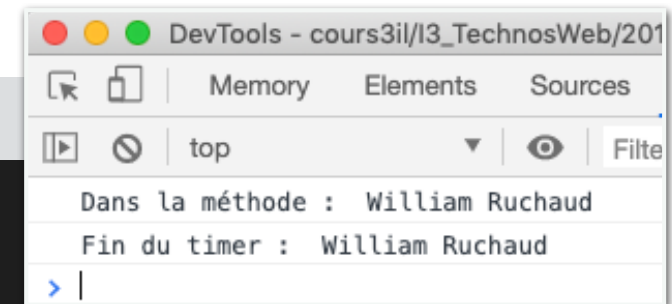 DevTools - cours3il/I3_TechnosWeb/201
Memory Elements Sources
top Filte
Dans la méthode :  William Ruchaud
Fin du timer :  William Ruchaud
>